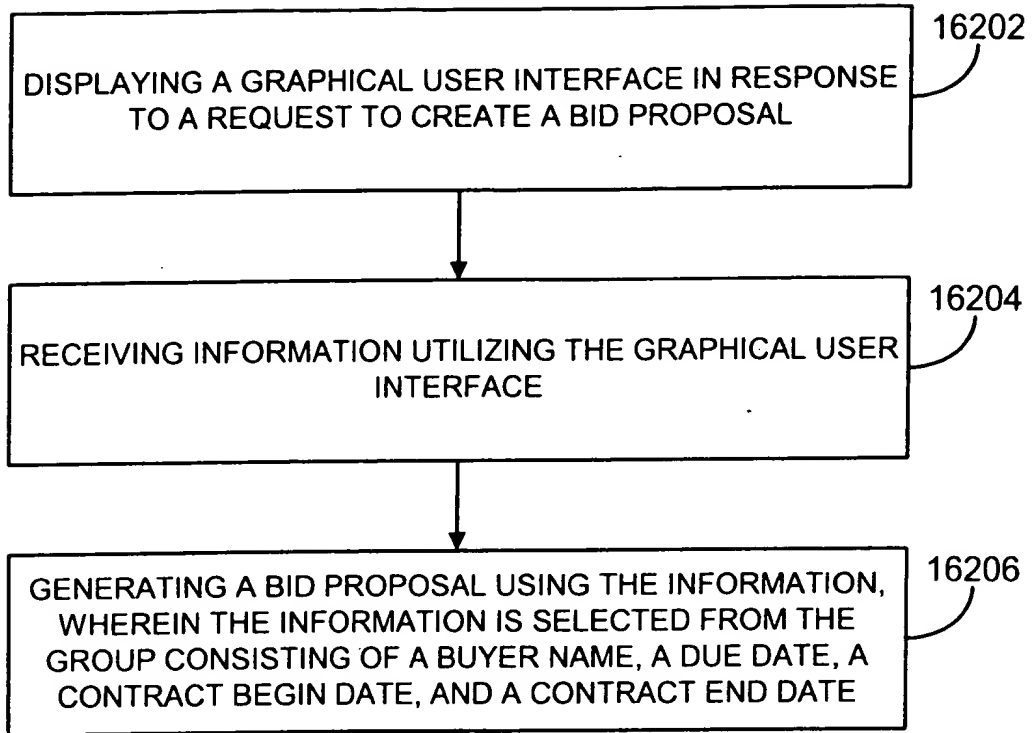 16202
DISPLAYING A GRAPHICAL USER INTERFACE IN RESPONSE
TO A REQUEST TO CREATE A BID PROPOSAL
16204
RECEIVING INFORMATION UTILIZING THE GRAPHICAL USER
INTERFACE
16206
GENERATING A BID PROPOSAL USING THE INFORMATION,
WHEREIN THE INFORMATION IS SELECTED FROM THE
GROUP CONSISTING OF A BUYER NAME, A DUE DATE, A
CONTRACT BEGIN DATE, AND A CONTRACT END DATE